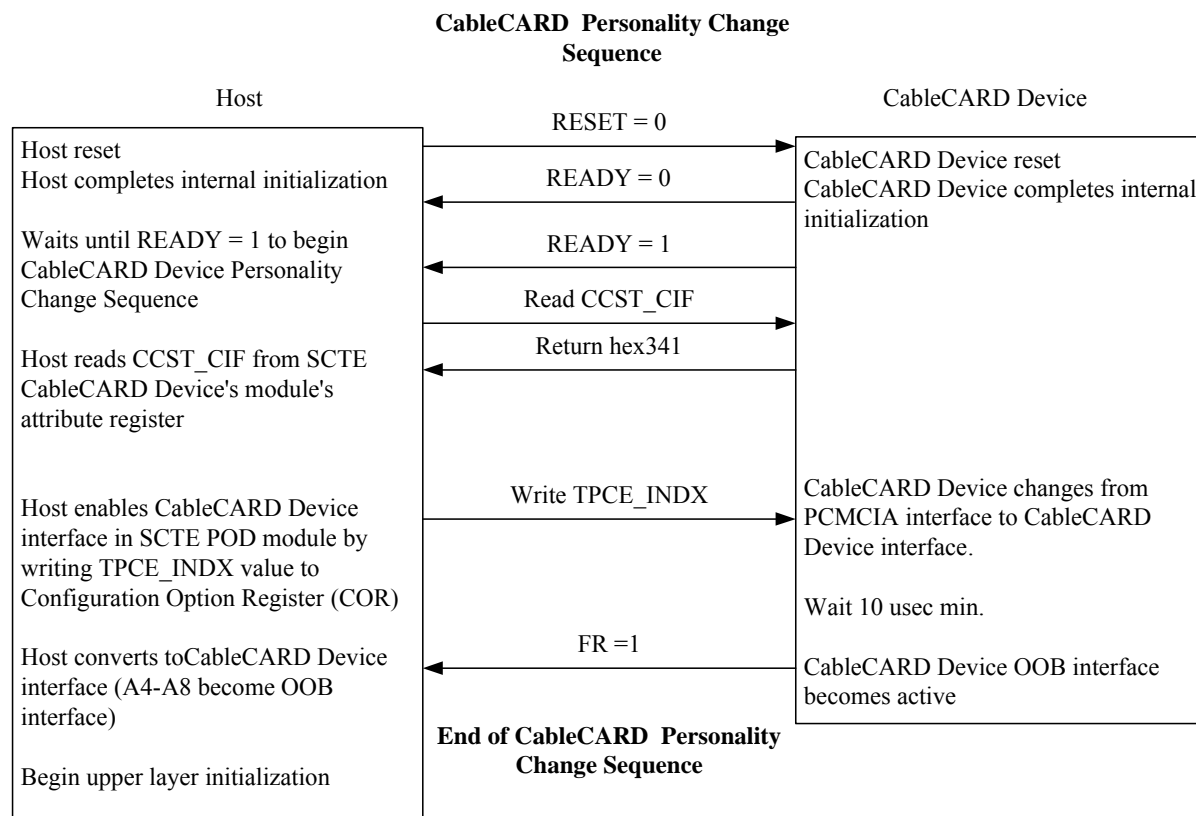 CableCARD  Personality Change
Sequence
Host
CableCARD Device
RESET = 0
Host reset
Host completes internal initialization
CableCARD Device reset
CableCARD Device completes internal
initialization
READY = 0
Waits until READY = 1 to begin
CableCARD Device Personality
Change Sequence
READY = 1
Read CCST_CIF
Return hex341
Host reads CCST_CIF from SCTE
CableCARD Device's module's
attribute register
Write TPCE_INDX
Host enables CableCARD Device
interface in SCTE POD module by
writing TPCE_INDX value to
Configuration Option Register (COR)
CableCARD Device changes from
PCMCIA interface to CableCARD
Device interface.
Wait 10 usec min.
FR =1
Host converts toCableCARD Device
interface (A4-A8 become OOB
interface)
CableCARD Device OOB interface
becomes active
End of CableCARD  Personality
Change Sequence
Begin upper layer initialization